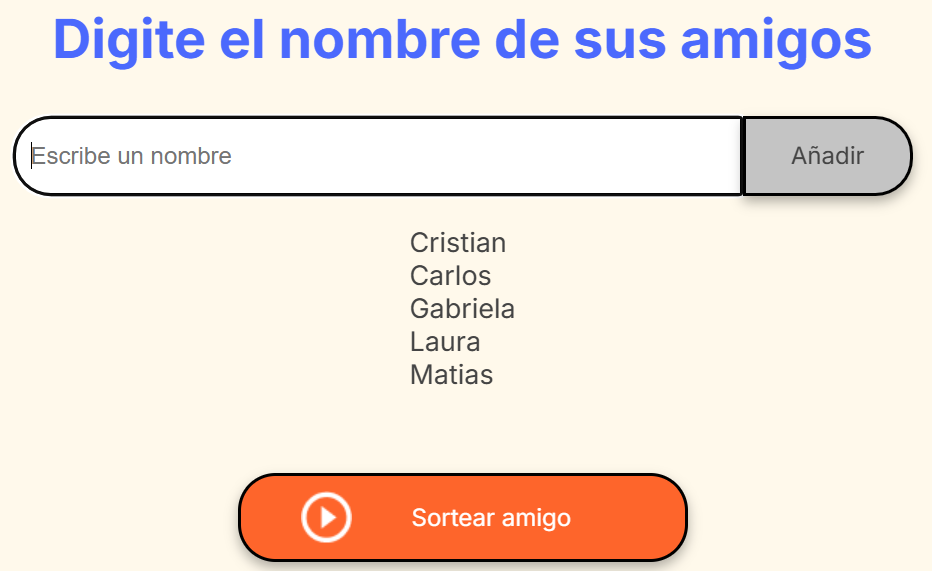 Digite el nombre de sus amigos
Escribe un nombre
Añadir
Cristian
Carlos
Gabriela
Laura
Matias
Sortear amigo